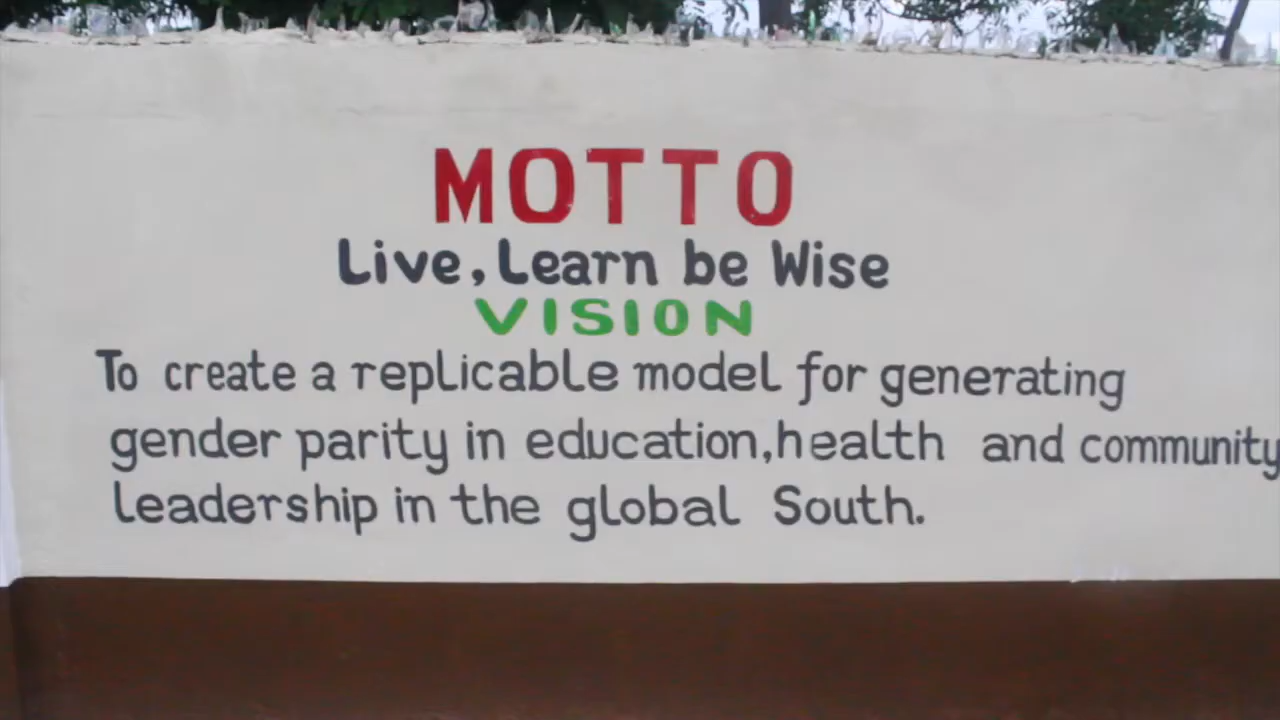 MOTTO
Live, Learn be Wise
VISION
To create a replicable model for generating
gender parity in education,health and community
Leadership in the global South.